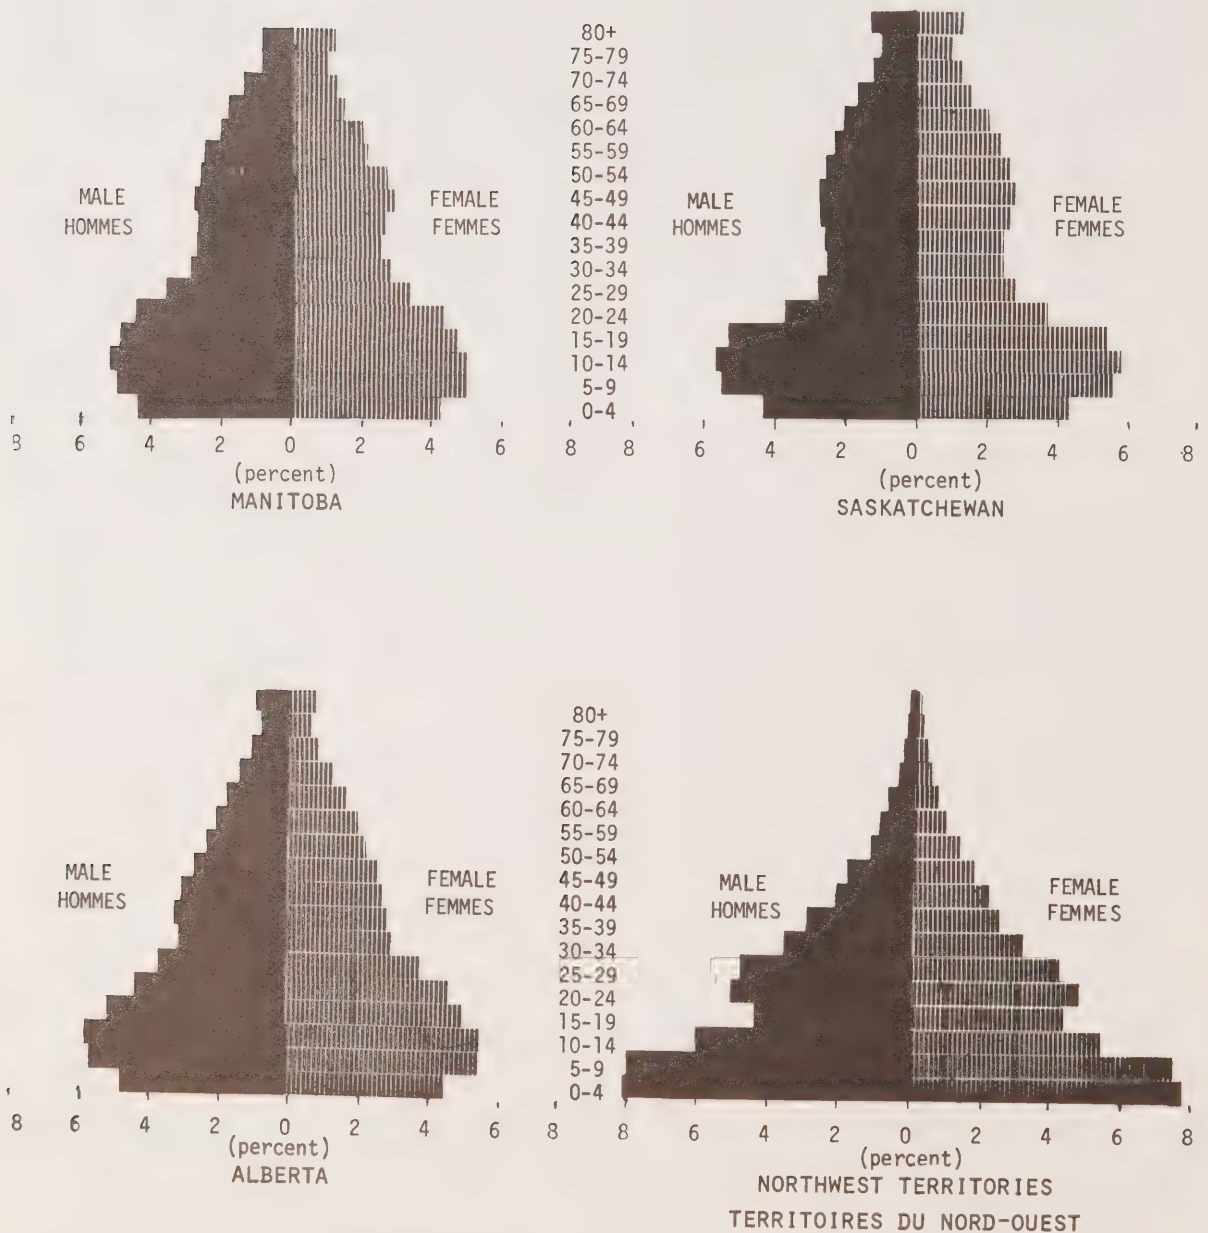 80+
75-79
70-74
65-69
60-64
55-59
50-54
45-49
40-44
35-39
30-34
25-29
20-24
15-19
10-14
5-9
0-4
MALE
HOMMES
FEMALE
FEMMES
MALE
HOMMES
FEMALE
FEMMES
8 6 4 2 0 2 4 6 8
(percent)
MANITOBA
8 6 4 2 0 2 4 6 8
(percent)
SASKATCHEWAN
80+
75-79
70-74
65-69
60-64
55-59
50-54
45-49
40-44
35-39
30-34
25-29
20-24
15-19
10-14
5-9
0-4
MALE
HOMMES
FEMALE
FEMMES
MALE
HOMMES
FEMALE
FEMMES
8 6 4 2 0 2 4 6 8
(percent)
ALBERTA
8 6 4 2 0 2 4 6 8
(percent)
NORTHWEST TERRITORIES
TERRITOIRES DU NORD-OUEST